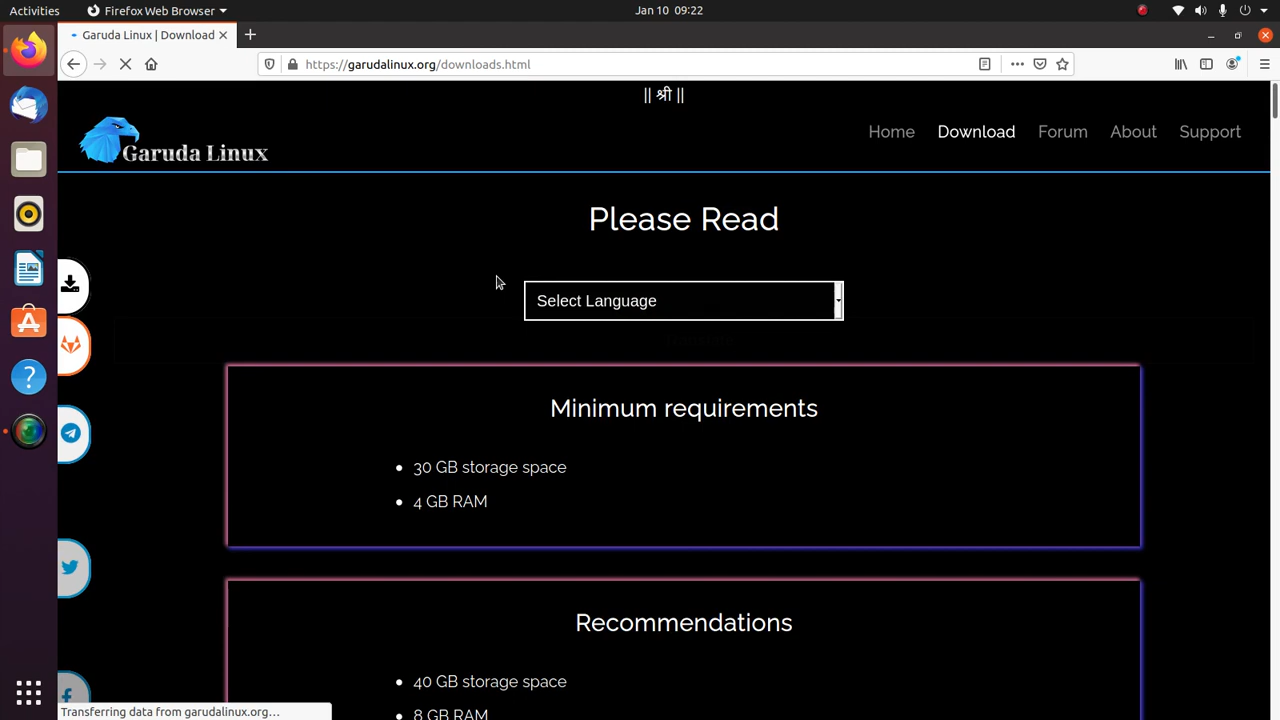 Activities
Firefox Web Browser
Jan 10 09:22
Garuda Linux | Download
https://garudalinux.org/downloads.html
|| श्री ||
Garuda Linux
Home
Download
Forum
About
Support
Please Read
Select Language
Minimum requirements
30 GB storage space
4 GB RAM
Recommendations
40 GB storage space
8 GB RAM
Transferring data from garudalinux.org…